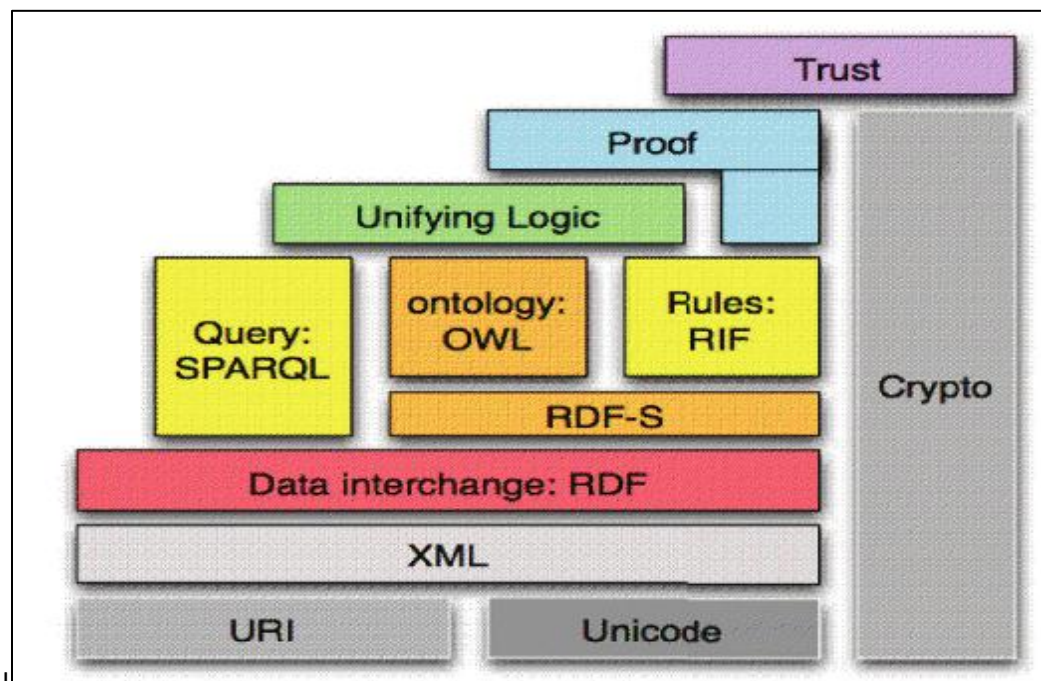 Trust
Proof
Unifying Logic
Query:
SPARQL
ontology:
OWL
Rules:
RIF
Crypto
RDF-S
Data interchange: RDF
XML
URI
Unicode